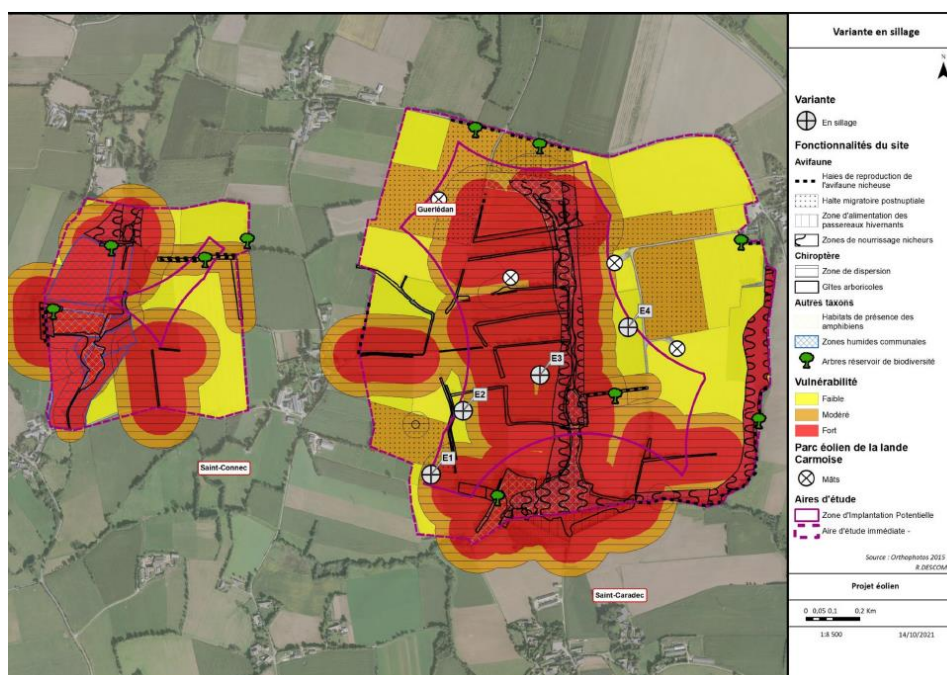 Variante en sillage
N
Variante
En sillage
Fonctionnalités du site
Avifaune
Haies de reproduction de
l'avifaune nicheuse
Halte migratoire postnuptiale
Zone d'alimentation des
passereaux hivernants
Zones de nourrissage nicheurs
Chiroptère
Zone de dispersion
Gîtes arboricoles
Autres taxons
Habitats de présence des
amphibiens
Zones humides communales
Arbres réservoir de biodiversité
Vulnérabilité
Faible
Modéré
Fort
Parc éolien de la lande
Carmoise
Mâts
Aires d'étude
Zone d'Implantation Potentielle
Aire d'étude immédiate -
Source : Orthophotos 2015
R.DESCOM
Projet éolien
0 0,05 0,1 0.2 Km
1:8 500 14/10/2021
Guerlédan
E4
E3
E2
E1
Saint-Connec
Saint-Caradec